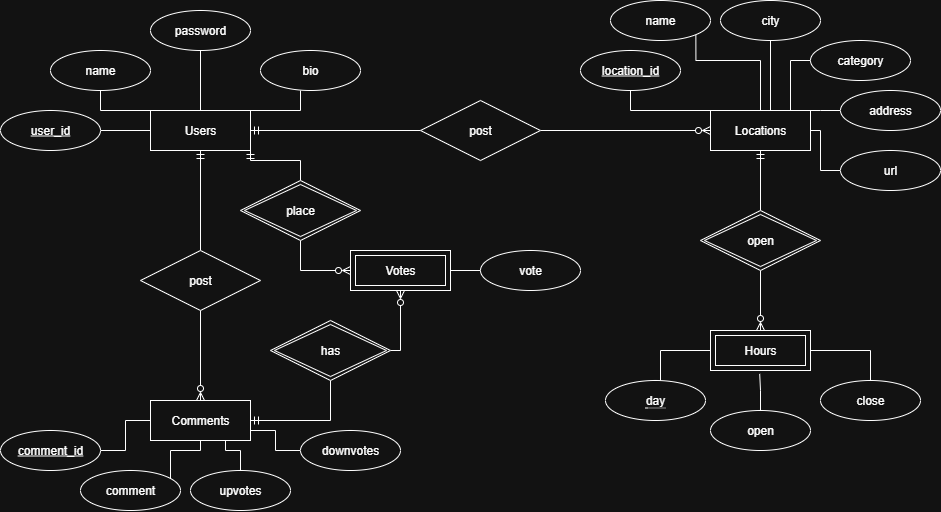 password
name
city
name
bio
category
location_id
address
user_id
Users
post
Locations
url
place
open
post
Votes
vote
has
Hours
day
close
Comments
open
comment_id
downvotes
comment
upvotes